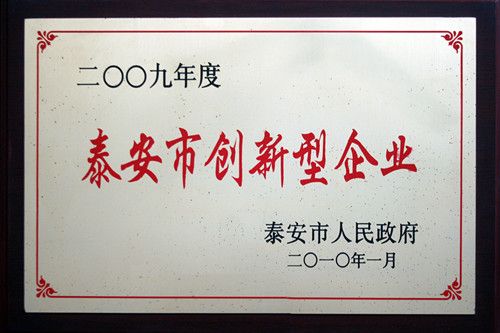 二〇〇九年度
泰安市创新型企业
泰安市人民政府
二〇一〇年一月